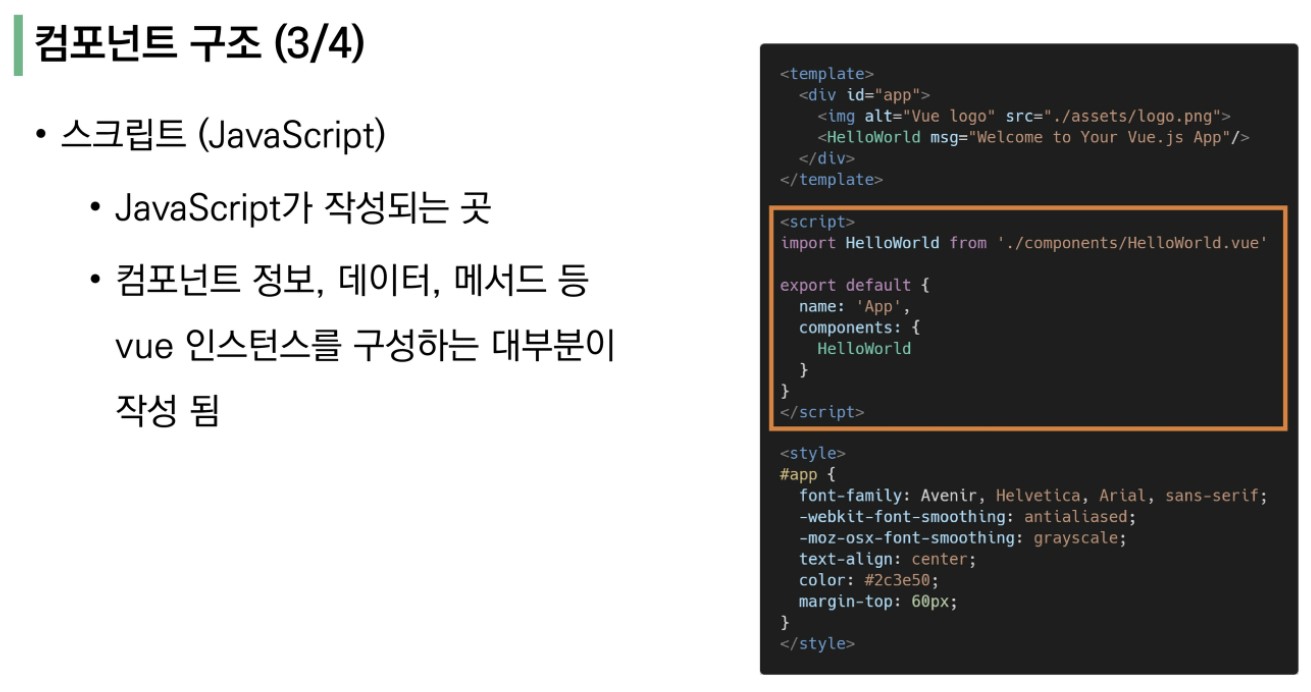 컴포넌트 구조 (3/4)
• 스크립트 (JavaScript)
• JavaScript가 작성되는 곳
• 컴포넌트 정보, 데이터, 메서드 등
vue 인스턴스를 구성하는 대부분이
작성 됨
<template>
  <div id="app">
    <img alt="Vue logo" src="./assets/logo.png">
    <HelloWorld msg="Welcome to Your Vue.js App"/>
  </div>
</template>
<script>
import HelloWorld from './components/HelloWorld.vue'
export default {
  name: 'App',
  components: {
    HelloWorld
  }
}
</script>
<style>
#app {
  font-family: Avenir, Helvetica, Arial, sans-serif;
  -webkit-font-smoothing: antialiased;
  -moz-osx-font-smoothing: grayscale;
  text-align: center;
  color: #2c3e50;
  margin-top: 60px;
}
</style>